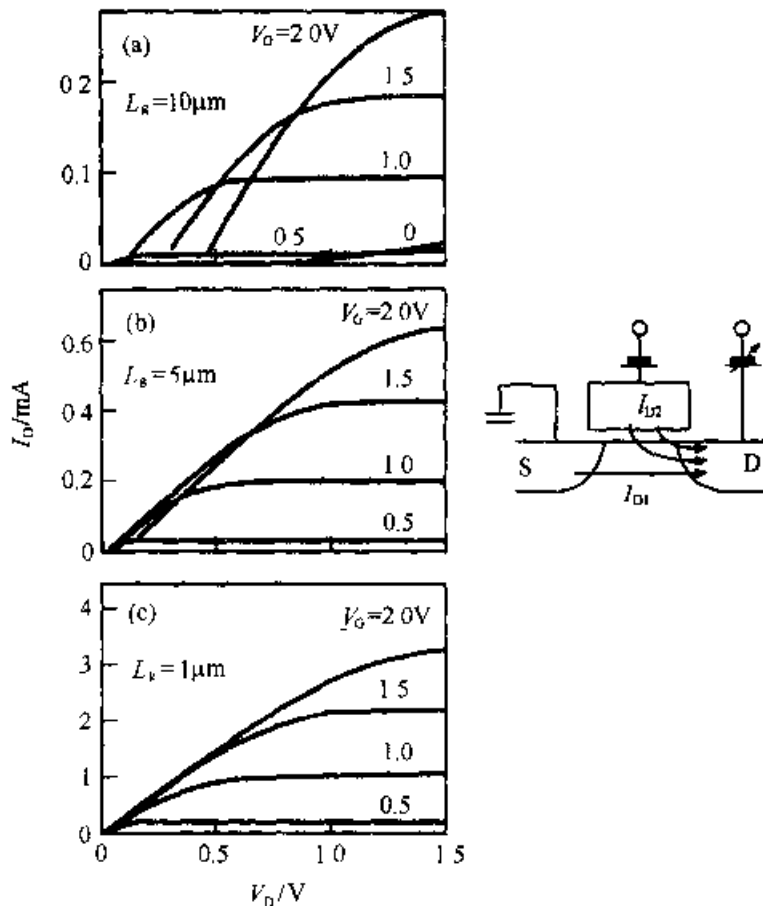 (a)
V_G=2 0V
0 2
L_g=10μm
1 5
0.1
1.0
0 5
0
0
(b)
V_G=2.0V
0.6
L_g=5μm
1.5
0.4
1 0
0.2
0.5
0
I_D/mA
(c)
V_G=2.0V
4
3
L_g=1μm
1 5
2
1.0
1
0.5
0
0
0.5
1 0
1 5
V_D/V
I_D2
S
D
I_D1